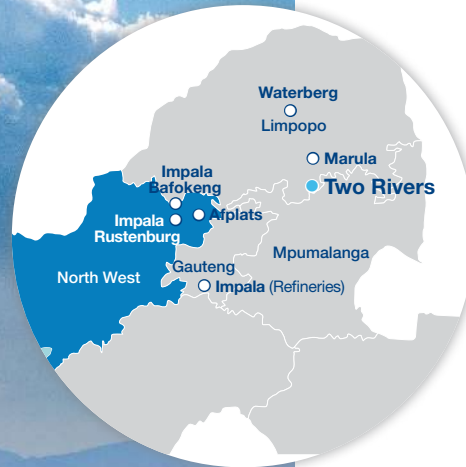 Waterberg
Limpopo
Marula
Two Rivers
Impala
Bafokeng
Afplats
Impala
Rustenburg
North West
Gauteng
Mpumalanga
Impala (Refineries)